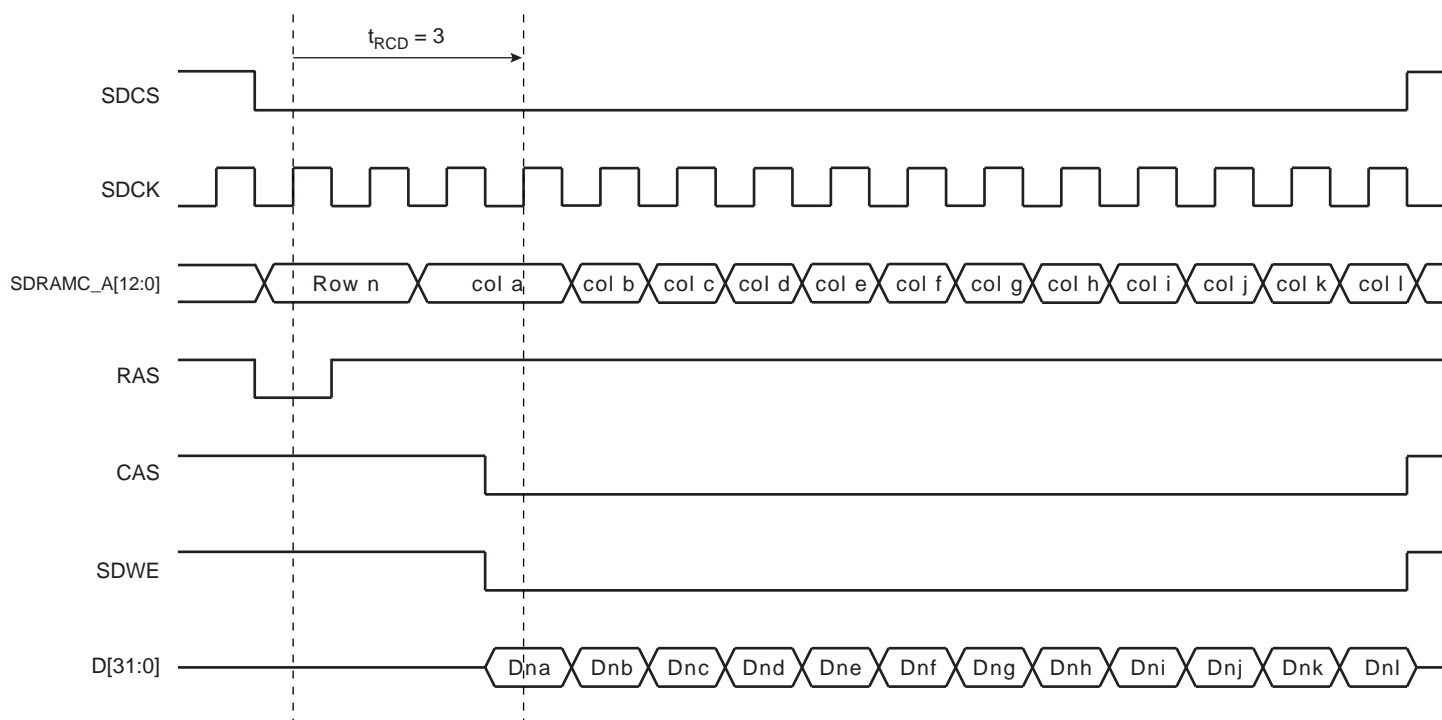 tRCD = 3
SDCS
SDCK
SDRAMC_A[12:0] Row n col a col b col c col d col e col f col g col h col i col j col k col l
RAS
CAS
SDWE
D[31:0] Dna Dnb Dnc Dnd Dne Dnf Dng Dnh Dni Dnj Dnk Dnl